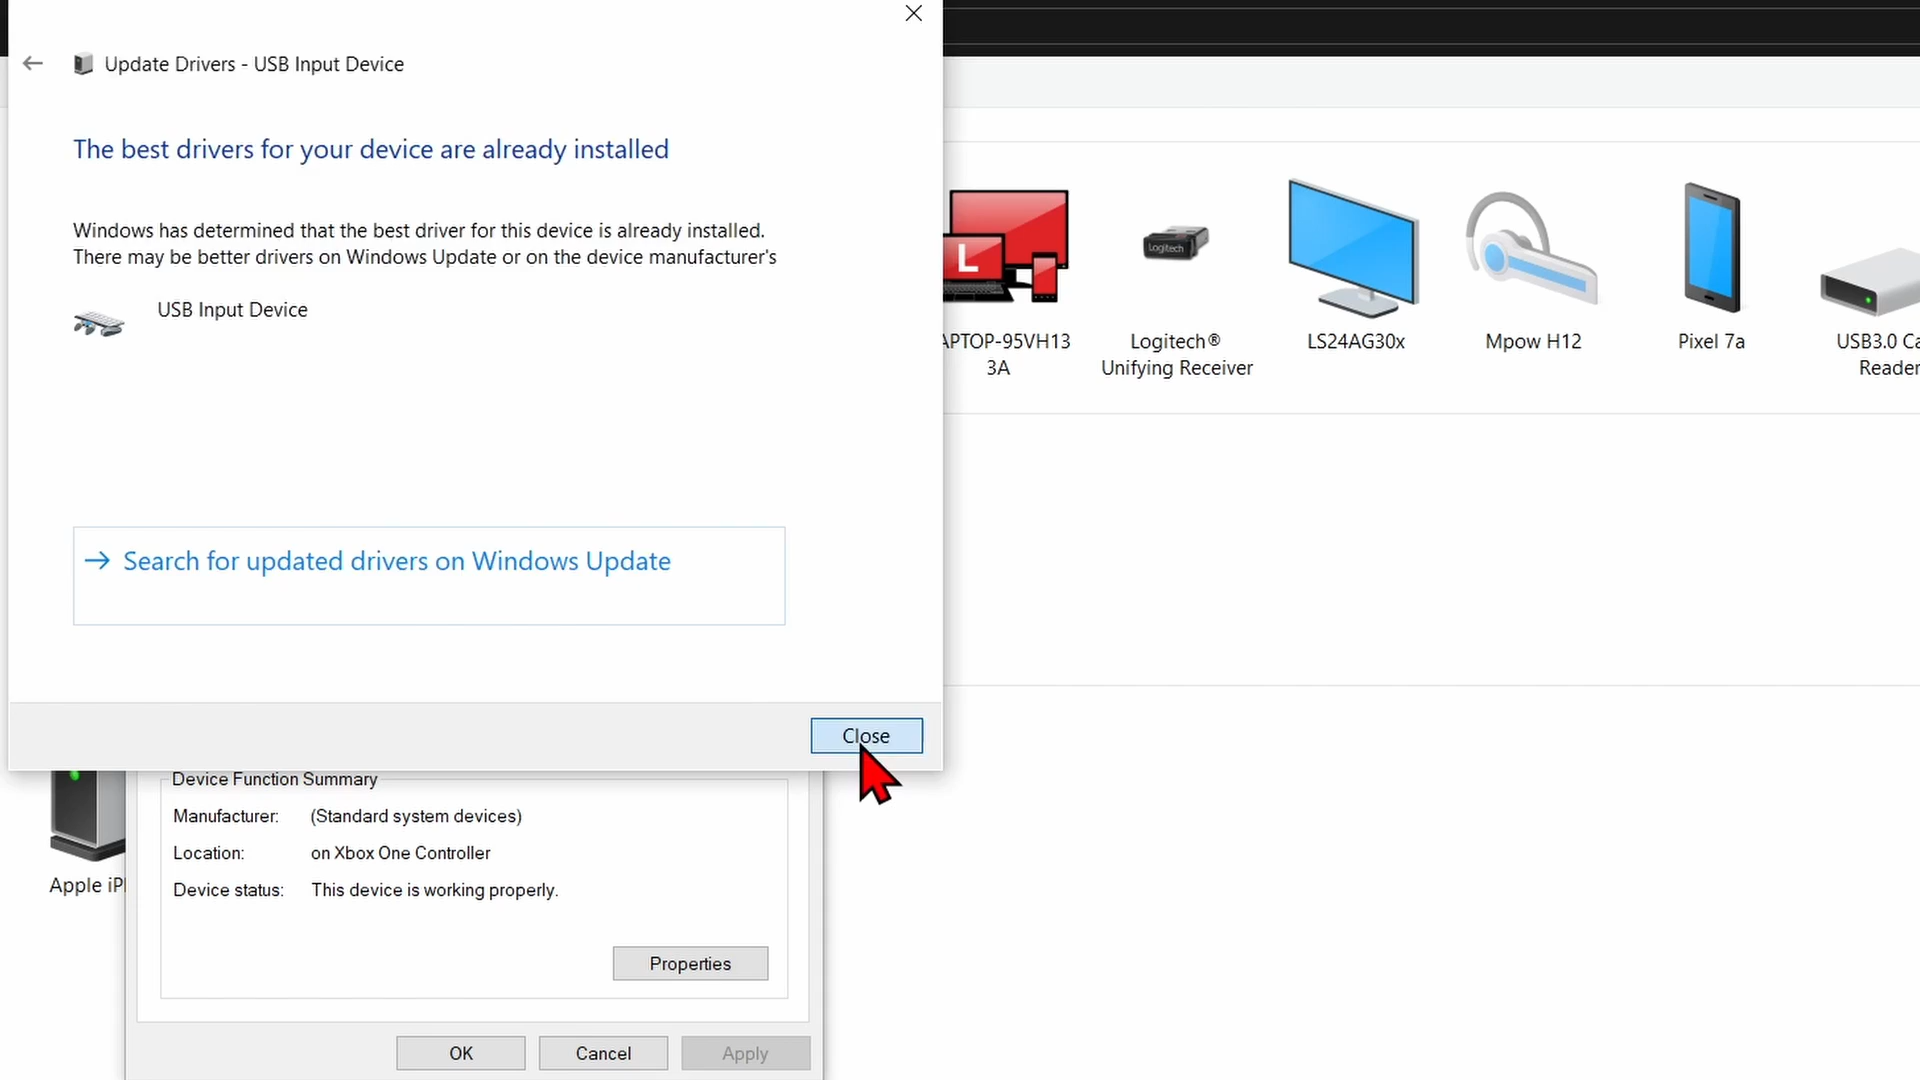 Update Drivers - USB Input Device
The best drivers for your device are already installed
Windows has determined that the best driver for this device is already installed.
There may be better drivers on Windows Update or on the device manufacturer's
USB Input Device
Search for updated drivers on Windows Update
Close
L
Logitech
APTOP-95VH13
3A
Logitech®
Unifying Receiver
LS24AG30x
Mpow H12
Pixel 7a
USB3.0 Ca
Reader
Apple iP
Device Function Summary
Manufacturer: (Standard system devices)
Location: on Xbox One Controller
Device status: This device is working properly.
Properties
OK
Cancel
Apply